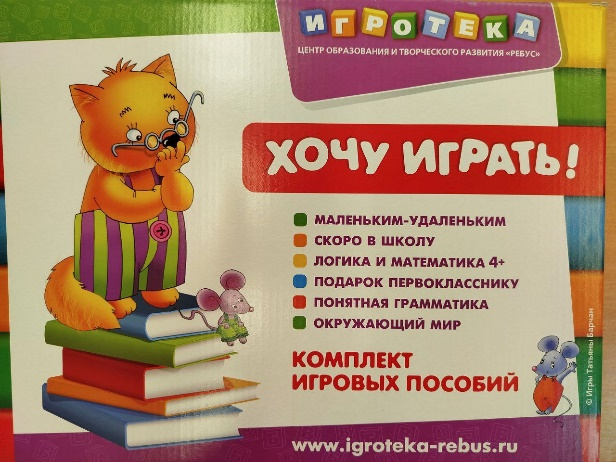 ИГРОТЕКА
ЦЕНТР ОБРАЗОВАНИЯ И ТВОРЧЕСКОГО РАЗВИТИЯ «РЕБУС»
ХОЧУ ИГРАТЬ!
МАЛЕНЬКИМ-УДАЛЕНЬКИМ
СКОРО В ШКОЛУ
ЛОГИКА И МАТЕМАТИКА 4+
ПОДАРОК ПЕРВОКЛАССНИКУ
ПОНЯТНАЯ ГРАММАТИКА
ОКРУЖАЮЩИЙ МИР
КОМПЛЕКТ
ИГРОВЫХ ПОСОБИЙ
© Игры Татьяны Барчан
www.igroteka-rebus.ru